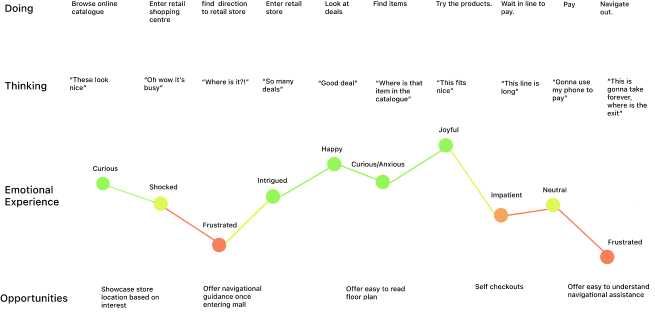 Doing
Browse online
catalogue
Enter retail
shopping
centre
find  direction
to retail store
Enter retail
store
Look at
deals
Find items
Try the products.
Wait in line to
pay.
Pay
Navigate
out.
Thinking
“These look
nice”
“Oh wow it’s
busy”
“Where is it?!”
“So many
deals”
“Good deal”
“Where is that
item in the
catalogue”
“This fits
nice”
“This line is
long”
“Gonna use
my phone to
pay”
“This is
gonna take
forever,
where is the
exit”
Emotional
Experience
Curious
Shocked
Frustrated
Intrigued
Happy
Curious/Anxious
Joyful
Impatient
Neutral
Frustrated
Opportunities
Showcase store
location based on
interest
Offer navigational
guidance once
entering mall
Offer easy to read
floor plan
Self checkouts
Offer easy to understand
navigational assistance